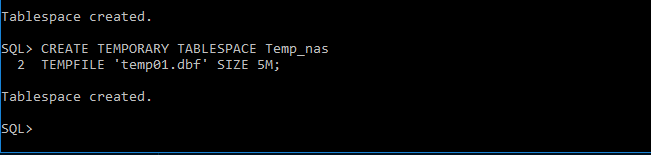 Tablespace created.
SQL> CREATE TEMPORARY TABLESPACE Temp_nas
2 TEMPFILE 'temp01.dbf' SIZE 5M;
Tablespace created.
SQL>